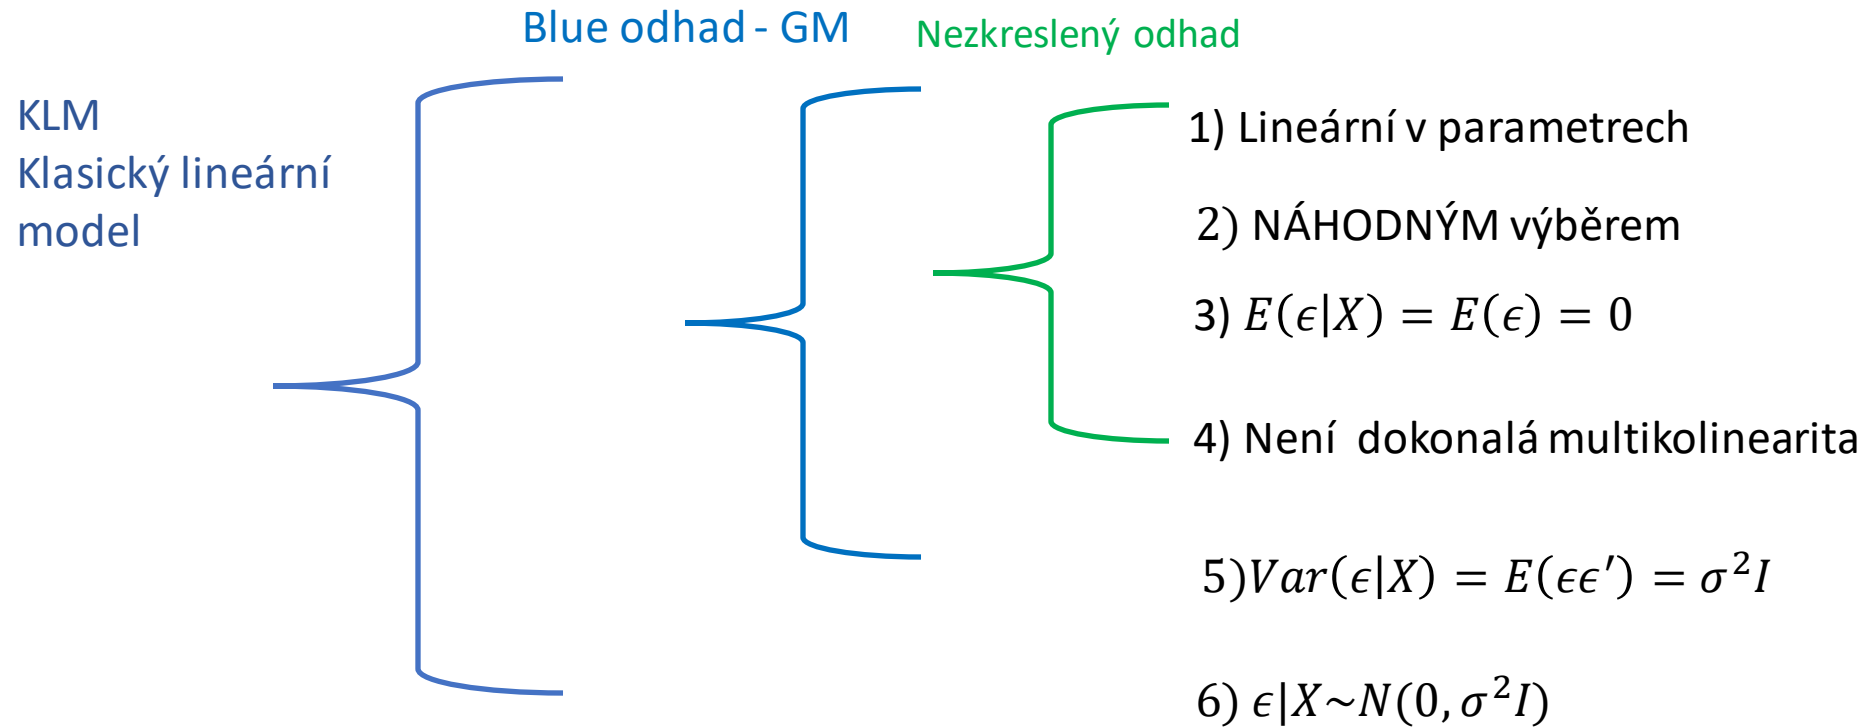 Blue odhad - GM
Nezkreslený odhad
KLM
Klasický lineární
model
1) Lineární v parametrech
2) NÁHODNÝM výběrem
3) E(ϵ|X) = E(ϵ) = 0
4) Není dokonalá multikolinearita
5)Var(ϵ|X) = E(ϵϵ′) = σ²I
6) ϵ|X~N(0, σ²I)